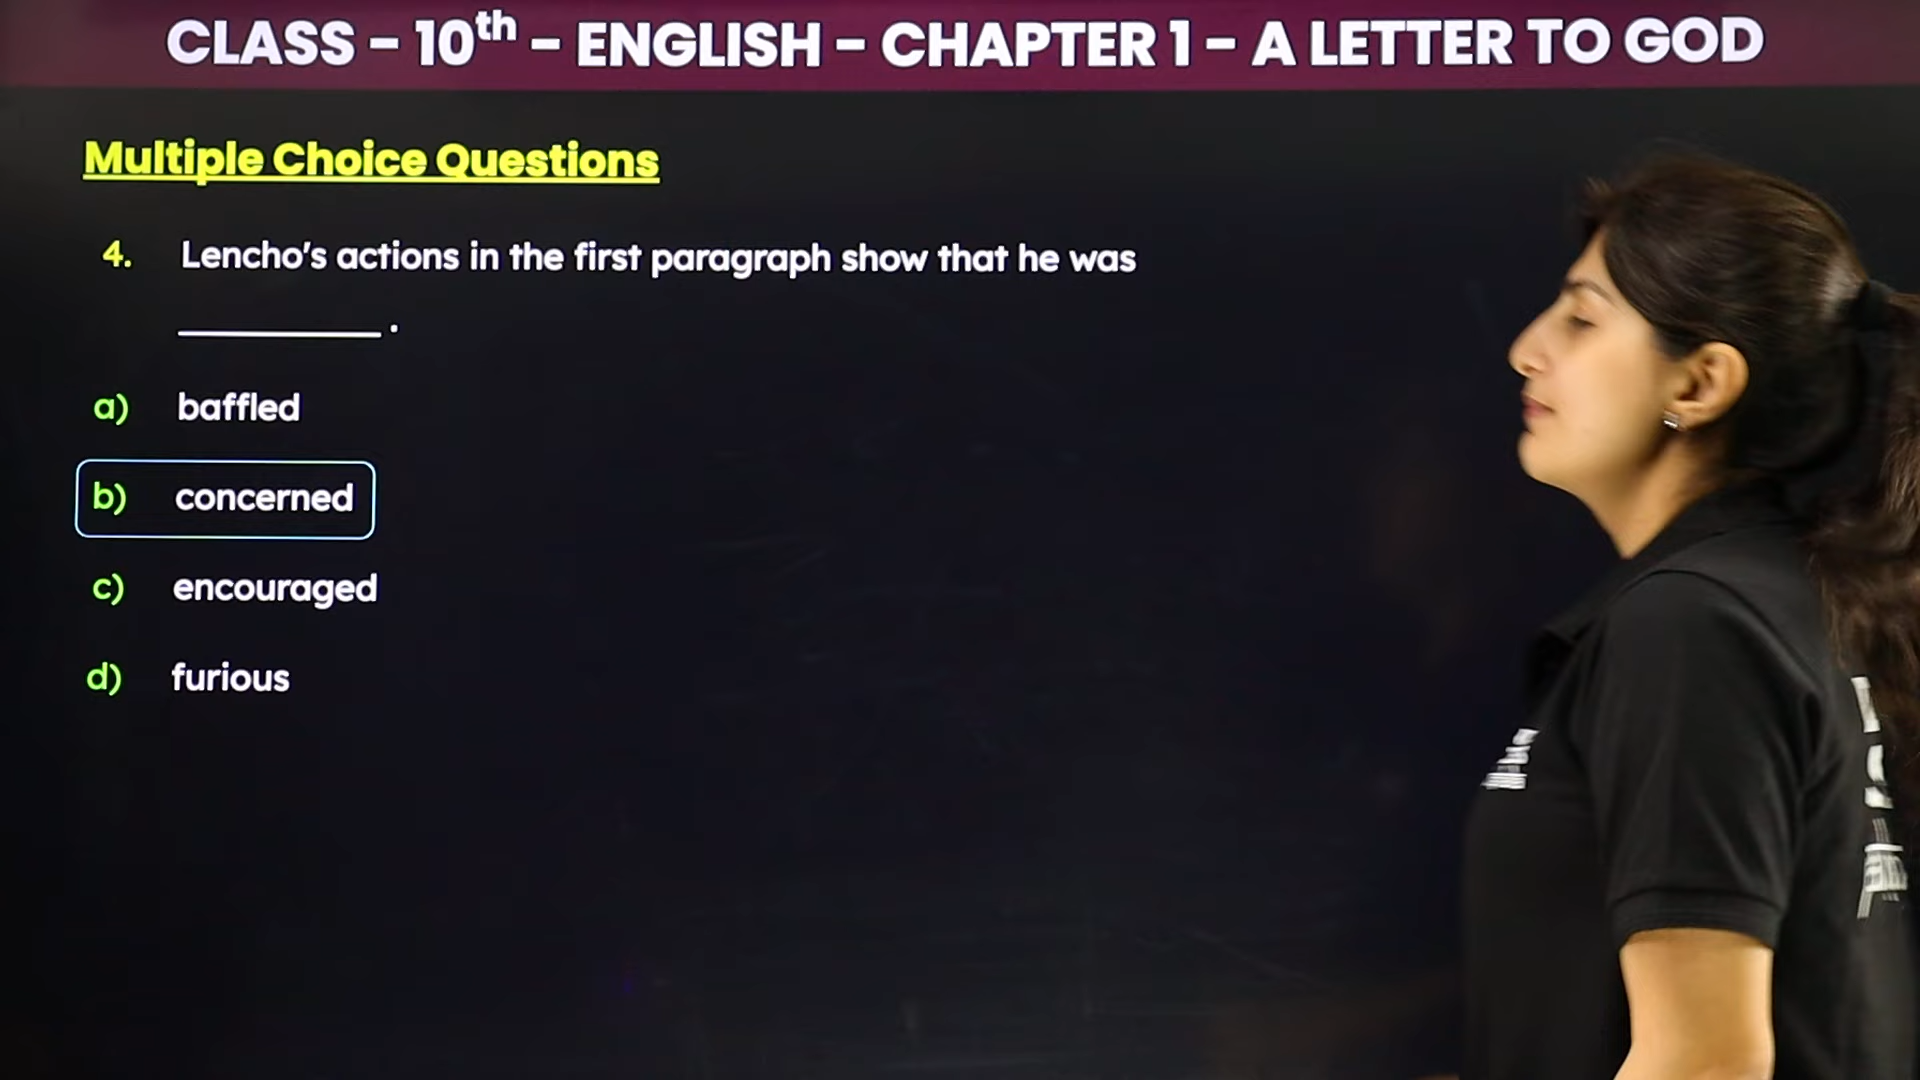 CLASS – 10th – ENGLISH – CHAPTER 1 – A LETTER TO GOD
Multiple Choice Questions
4. Lencho's actions in the first paragraph show that he was
__________ .
a) baffled
b) concerned
c) encouraged
d) furious